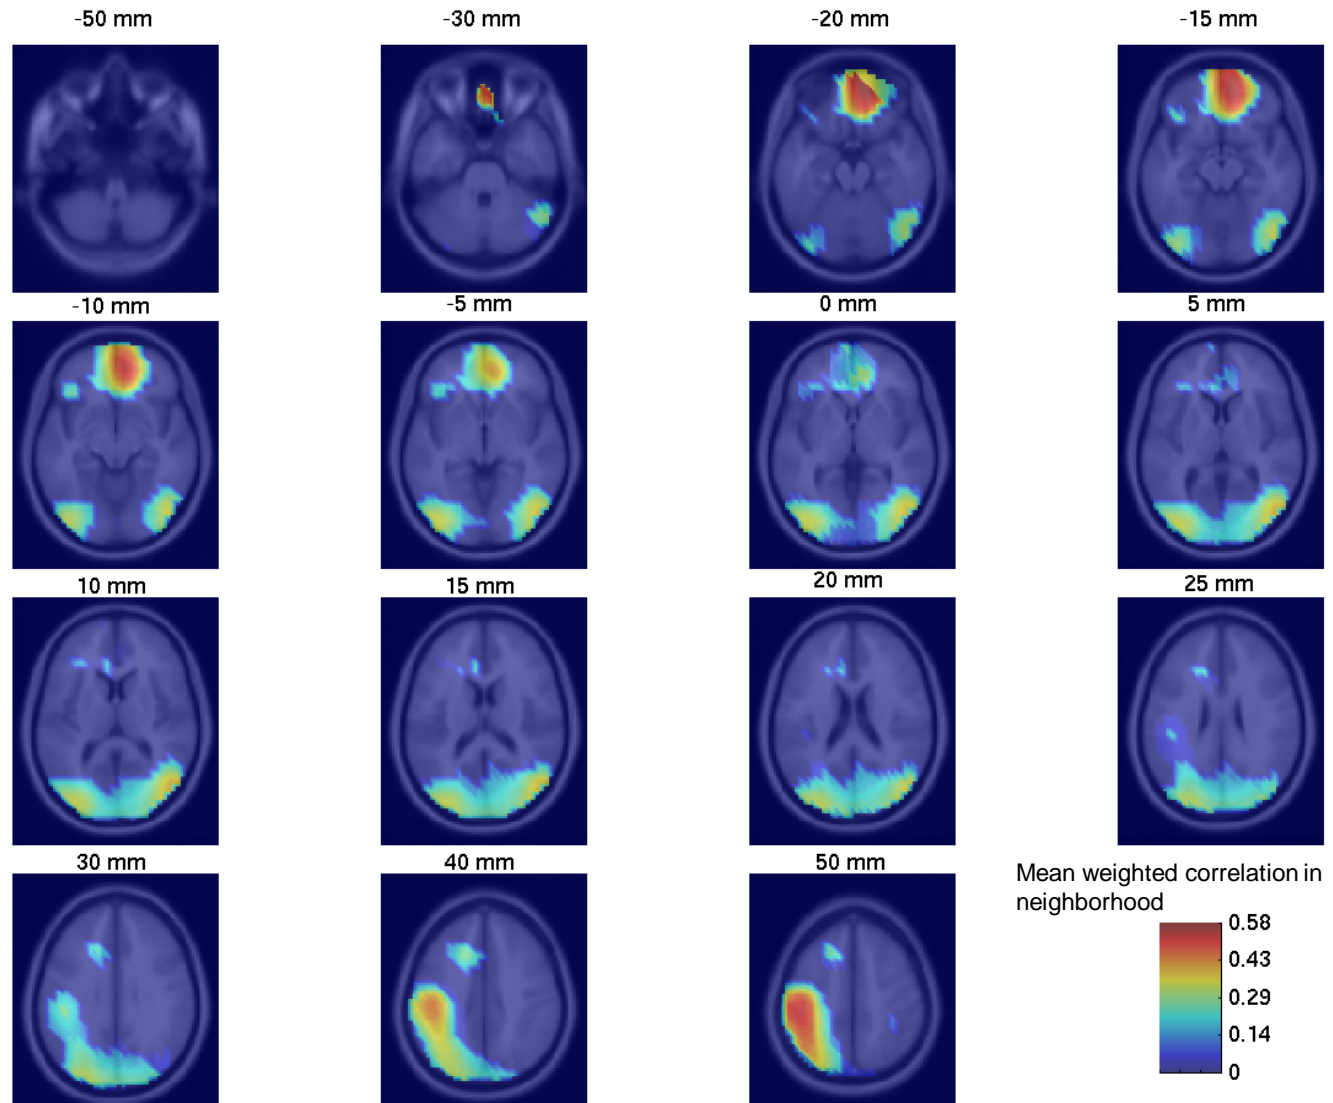 -50 mm
-30 mm
-20 mm
-15 mm
-10 mm
-5 mm
0 mm
5 mm
10 mm
15 mm
20 mm
25 mm
30 mm
40 mm
50 mm
Mean weighted correlation in
neighborhood
0.58
0.43
0.29
0.14
0